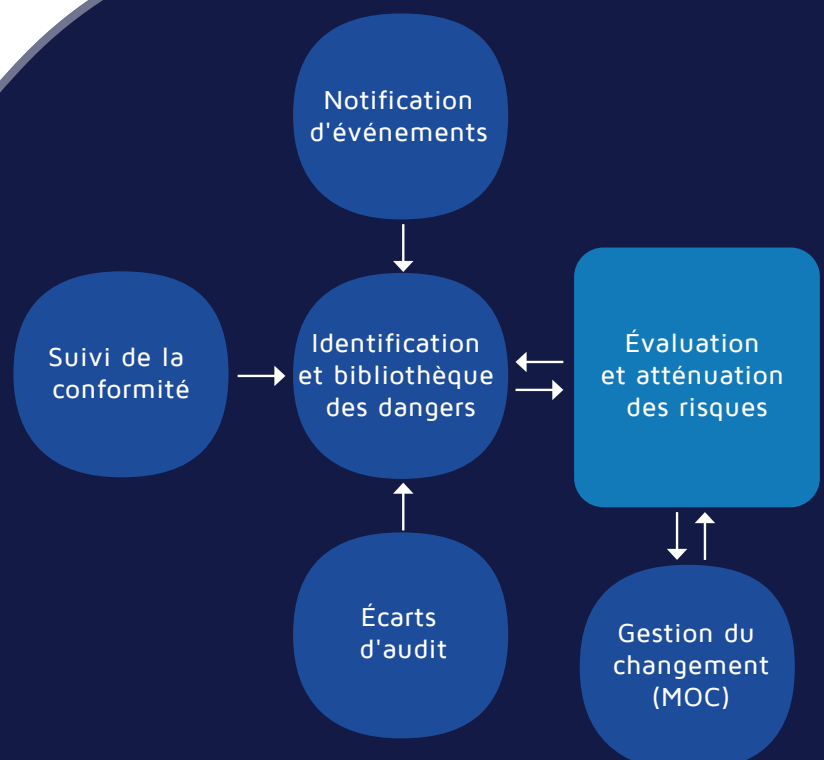 Notification
d'événements
Suivi de la
conformité
Identification
et bibliothèque
des dangers
Évaluation
et atténuation
des risques
Écarts
d'audit
Gestion du
changement
(MOC)